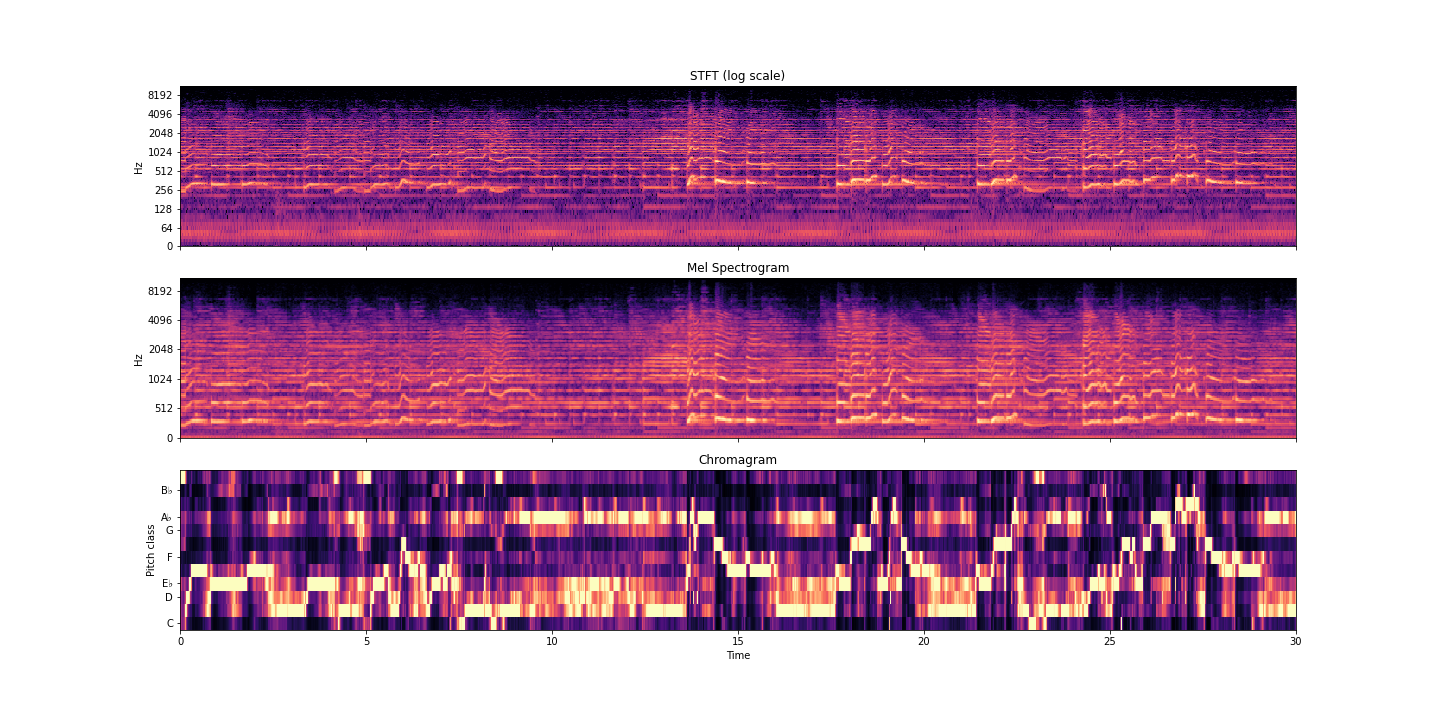 STFT (log scale)
8192
4096
2048
1024
512
256
128
64
0
Hz
Mel Spectrogram
8192
4096
2048
1024
512
0
Hz
Chromagram
B♭
A♭
G
F
E♭
D
C
Pitch class
0 5 10 15 20 25 30
Time